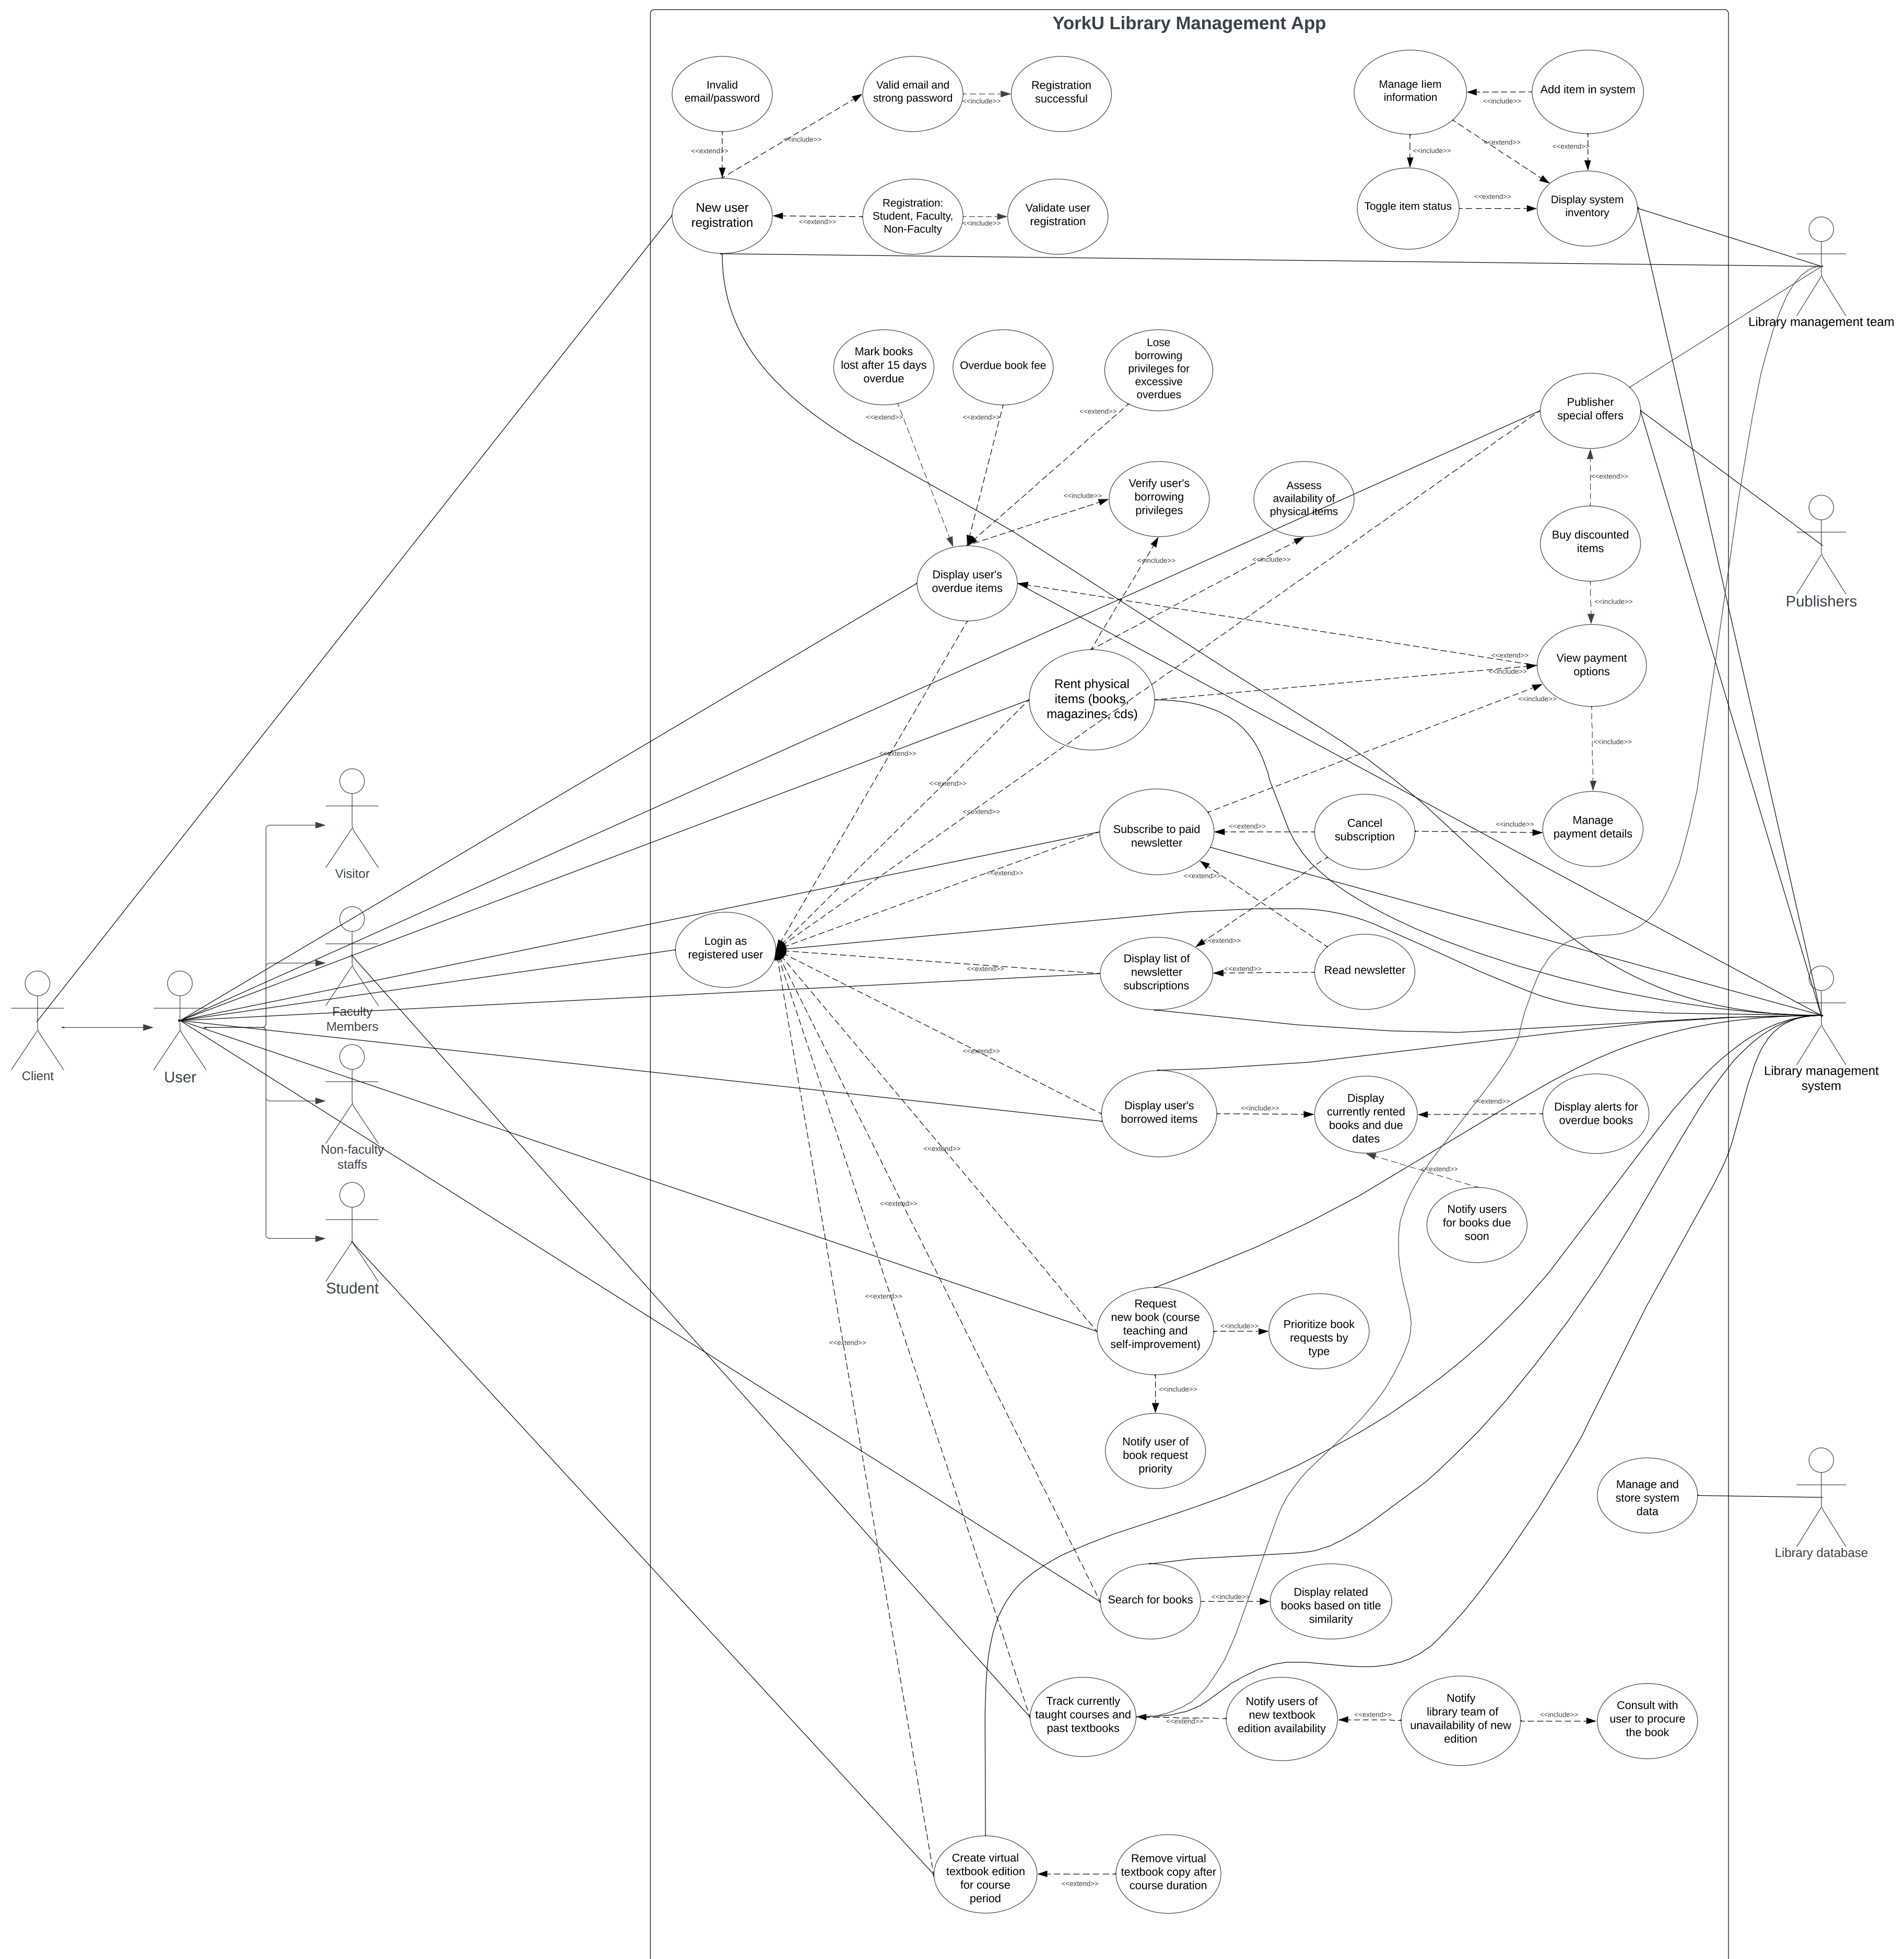 YorkU Library Management App
Invalid
email/password
Valid email and
strong password
<<include>>
Registration
successful
Manage liem
information
<<include>>
Add item in system
<<extend>>
<<include>>
<<include>>
<<extend>>
<<extend>>
New user
registration
<<extend>>
Registration:
Student, Faculty,
Non-Faculty
<<include>>
Validate user
registration
Toggle item status
<<extend>>
Display system
inventory
Library management team
Mark books
lost after 15 days
overdue
Overdue book fee
Lose
borrowing
privileges for
excessive
overdues
<<extend>>
<<extend>>
<<extend>>
Publisher
special offers
<<extend>>
Verify user's
borrowing
privileges
<<include>>
Assess
availability of
physical items
<<include>>
<<include>>
Buy discounted
items
<<include>>
Publishers
Display user's
overdue items
View payment
options
<<extend>>
<<include>>
<<include>>
<<include>>
Rent physical
items (books,
magazines, cds)
<<extend>>
<<extend>>
<<extend>>
Subscribe to paid
newsletter
<<extend>>
Cancel
subscription
<<include>>
Manage
payment details
<<extend>>
<<extend>>
Visitor
Login as
registered user
<<extend>>
Display list of
newsletter
subscriptions
<<extend>>
<<extend>>
Read newsletter
Faculty
Members
Client
User
Library management
system
<<extend>>
Display user's
borrowed items
<<include>>
Display
currently rented
books and due
dates
<<extend>>
Display alerts for
overdue books
<<extend>>
Notify users
for books due
soon
Non-faculty
staffs
<<extend>>
<<extend>>
<<extend>>
<<extend>>
Student
Request
new book (course
teaching and
self-improvement)
<<include>>
Prioritize book
requests by
type
<<include>>
Notify user of
book request
priority
Manage and
store system
data
Library database
Search for books
<<include>>
Display related
books based on title
similarity
Track currently
taught courses and
past textbooks
<<extend>>
Notify users of
new textbook
edition availability
<<extend>>
Notify
library team of
unavailability of new
edition
<<include>>
Consult with
user to procure
the book
Create virtual
textbook edition
for course
period
<<extend>>
Remove virtual
textbook copy after
course duration